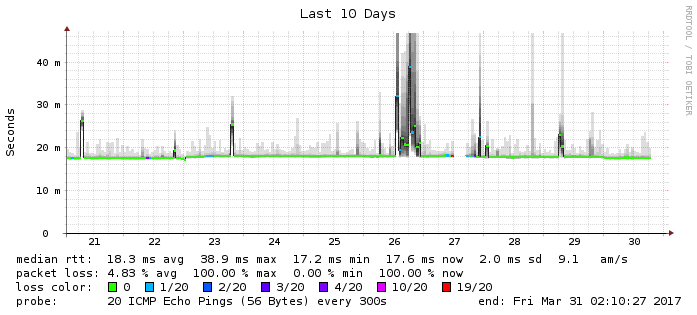 Last 10 Days
RRDTOOL / TOBI OETIKER
Seconds
40 m
30 m
20 m
10 m
0
21 22 23 24 25 26 27 28 29 30
median rtt: 18.3 ms avg 38.9 ms max 17.2 ms min 17.6 ms now 2.0 ms sd 9.1 am/s
packet loss: 4.83 % avg 100.00 % max 0.00 % min 100.00 % now
loss color: 0 1/20 2/20 3/20 4/20 10/20 19/20
probe: 20 ICMP Echo Pings (56 Bytes) every 300s end: Fri Mar 31 02:10:27 2017